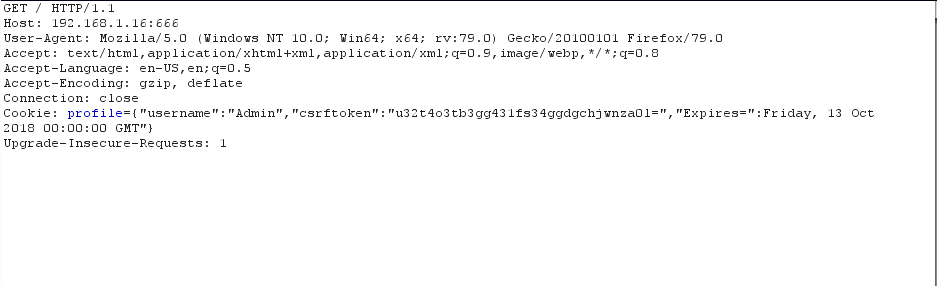 GET / HTTP/1.1
Host: 192.168.1.16:666
User-Agent: Mozilla/5.0 (Windows NT 10.0; Win64; x64; rv:79.0) Gecko/20100101 Firefox/79.0
Accept: text/html,application/xhtml+xml,application/xml;q=0.9,image/webp,*/*;q=0.8
Accept-Language: en-US,en;q=0.5
Accept-Encoding: gzip, deflate
Connection: close
Cookie: profile={"username":"Admin","csrftoken":"u32t4o3tb3gg431fs34ggdgchjwnza0l=","Expires=":Friday, 13 Oct
2018 00:00:00 GMT"}
Upgrade-Insecure-Requests: 1